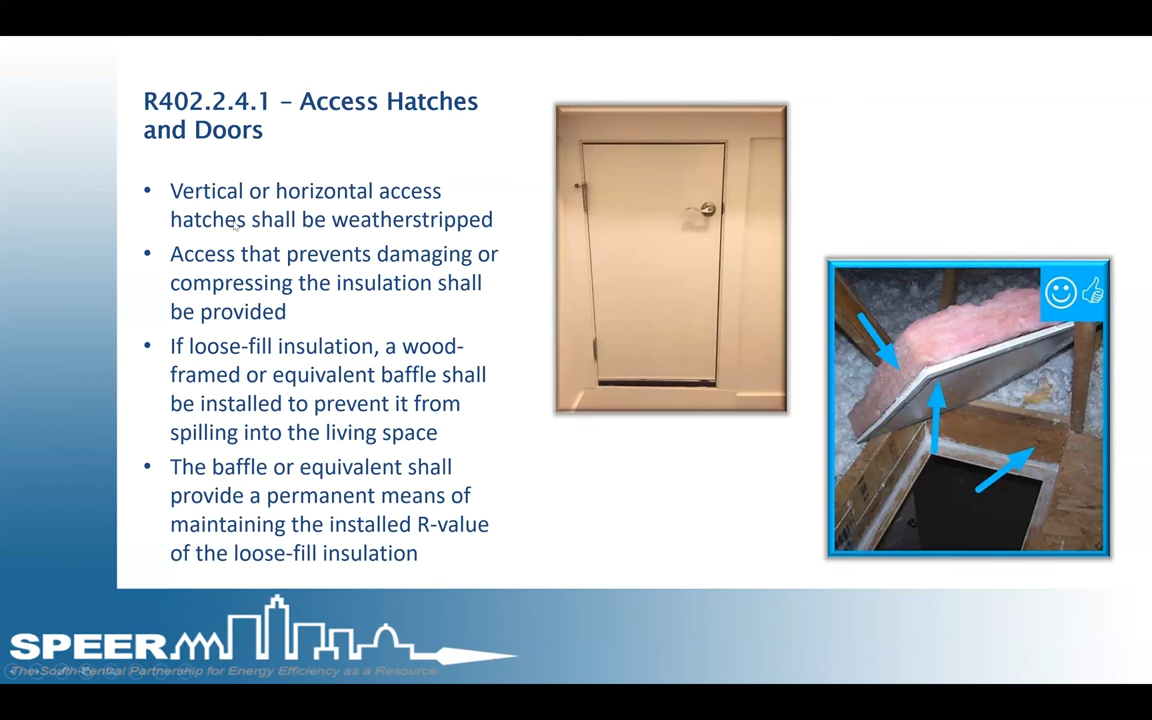 R402.2.4.1 – Access Hatches
and Doors
• Vertical or horizontal access
hatches shall be weatherstripped
• Access that prevents damaging or
compressing the insulation shall
be provided
• If loose-fill insulation, a wood-
framed or equivalent baffle shall
be installed to prevent it from
spilling into the living space
• The baffle or equivalent shall
provide a permanent means of
maintaining the installed R-value
of the loose-fill insulation
SPEER
The South-Central Partnership for Energy Efficiency as a Resource